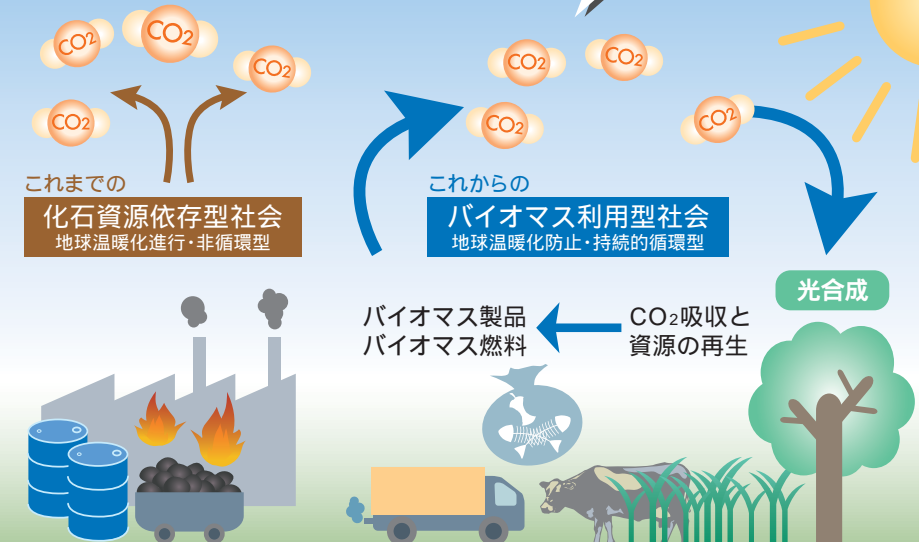 CO2
CO2
CO2
CO2
CO2
CO2
CO2
CO2
これまでの
化石資源依存型社会
地球温暖化進行・非循環型
これからの
バイオマス利用型社会
地球温暖化防止・持続的循環型
光合成
バイオマス製品
バイオマス燃料
CO2吸収と
資源の再生